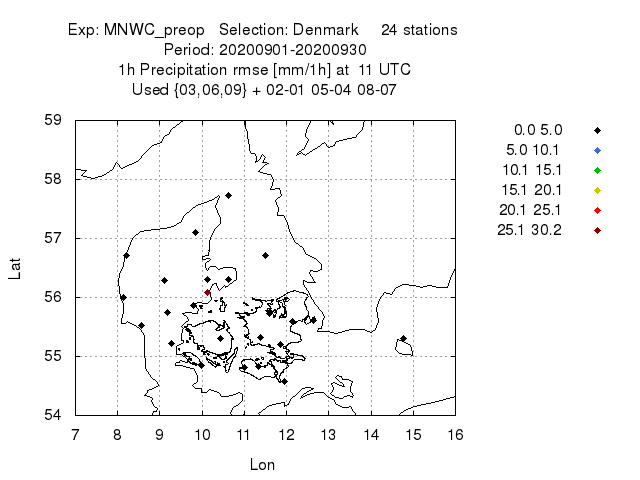 Exp: MNWC_preop   Selection: Denmark     24 stations
Period: 20200901-20200930
1h Precipitation rmse [mm/1h] at  11 UTC
Used {03,06,09} + 02-01 05-04 08-07
59
58
57
56
55
54
Lat
7 8 9 10 11 12 13 14 15 16
Lon
0.0 5.0
5.0 10.1
10.1 15.1
15.1 20.1
20.1 25.1
25.1 30.2